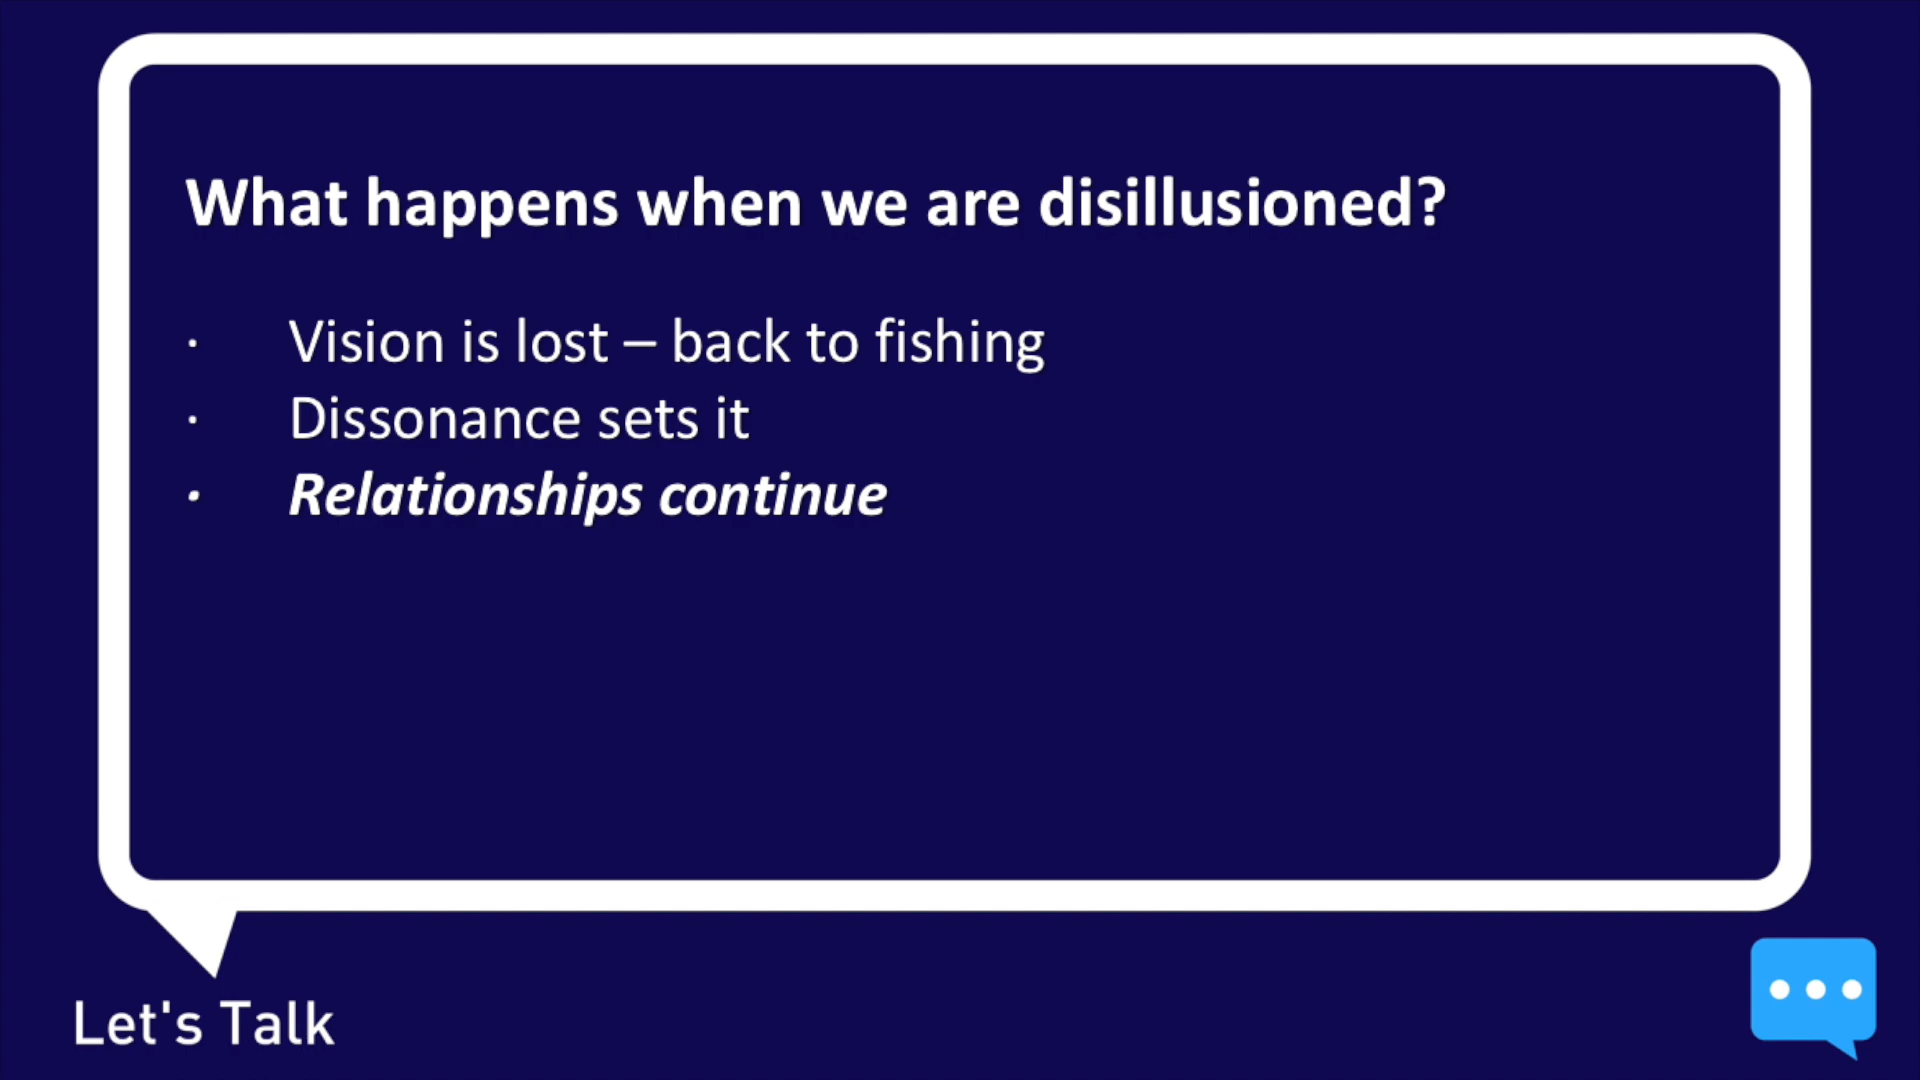 What happens when we are disillusioned?
· Vision is lost – back to fishing
· Dissonance sets it
· Relationships continue
Let's Talk